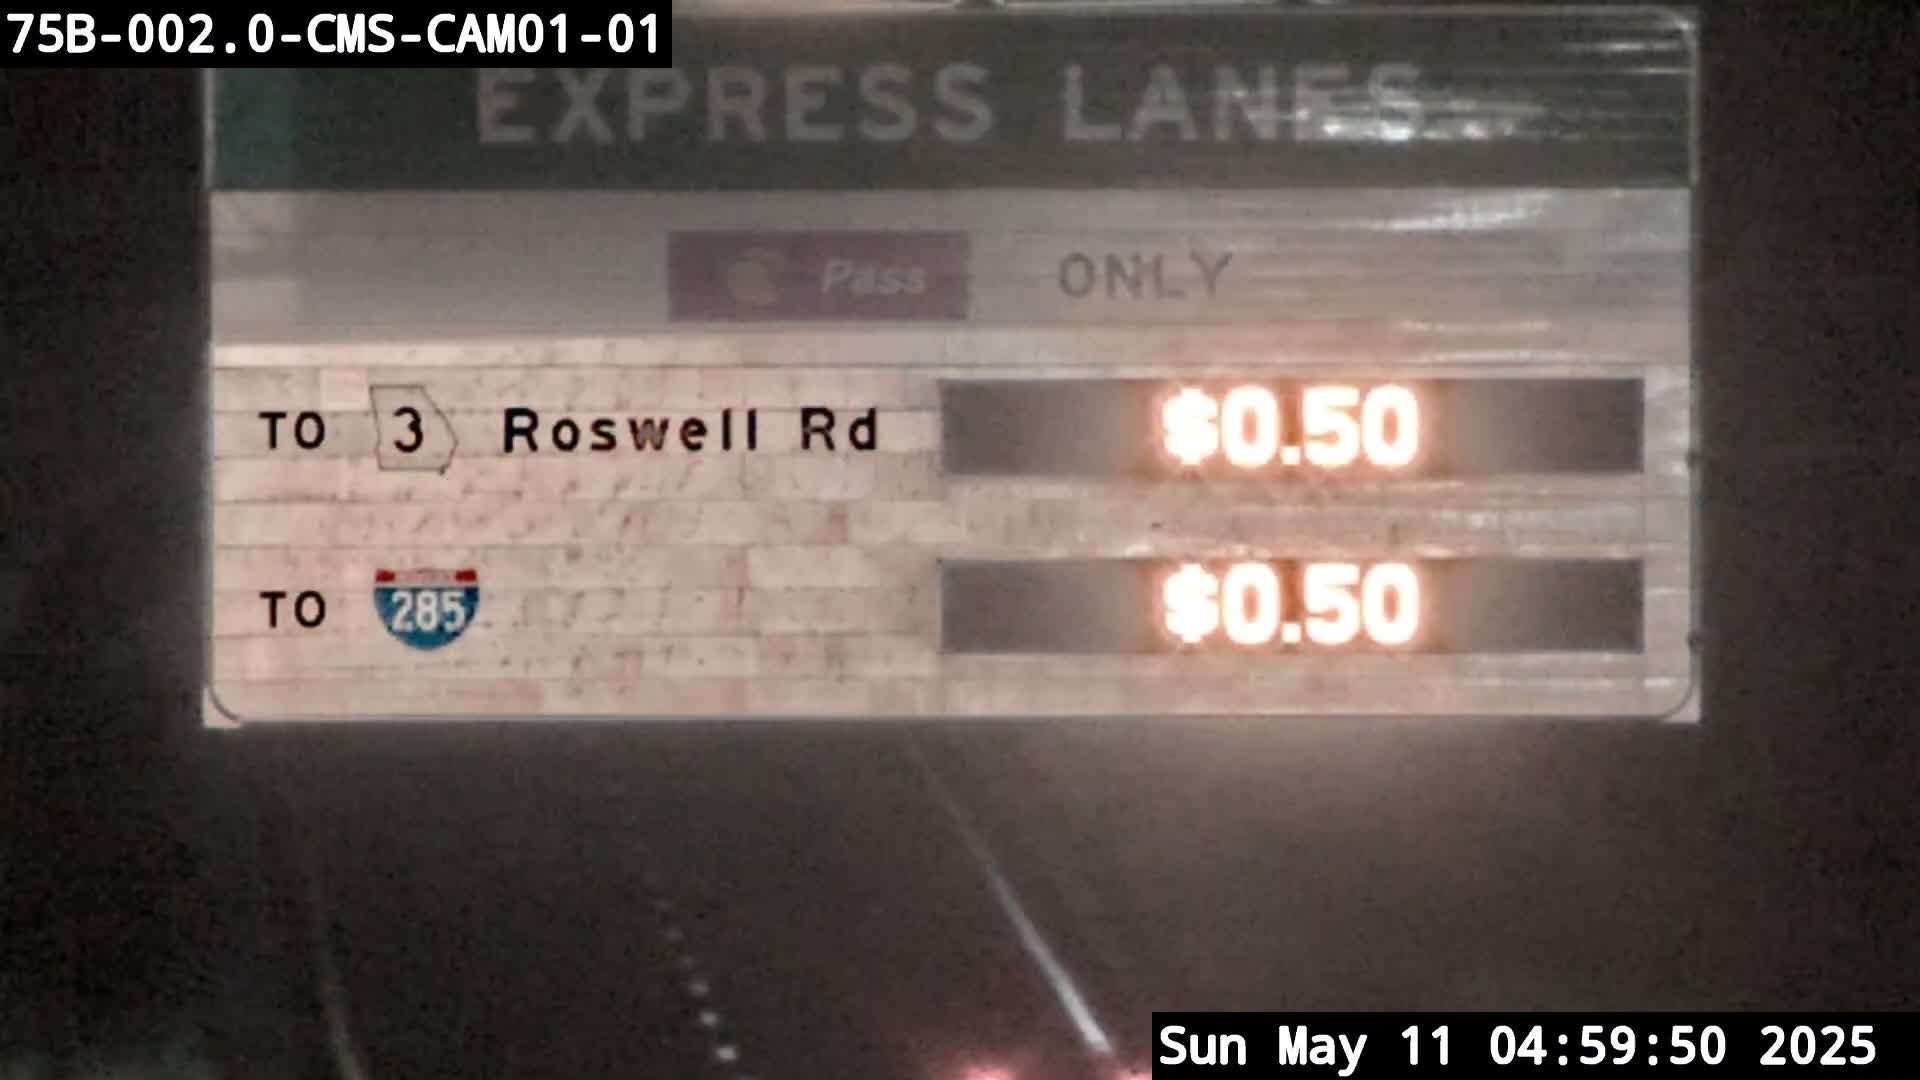 75B-002.0-CMS-CAM01-01
EXPRESS LANES
Pass ONLY
TO 3 Roswell Rd $0.50
TO 285 $0.50
Sun May 11 04:59:50 2025